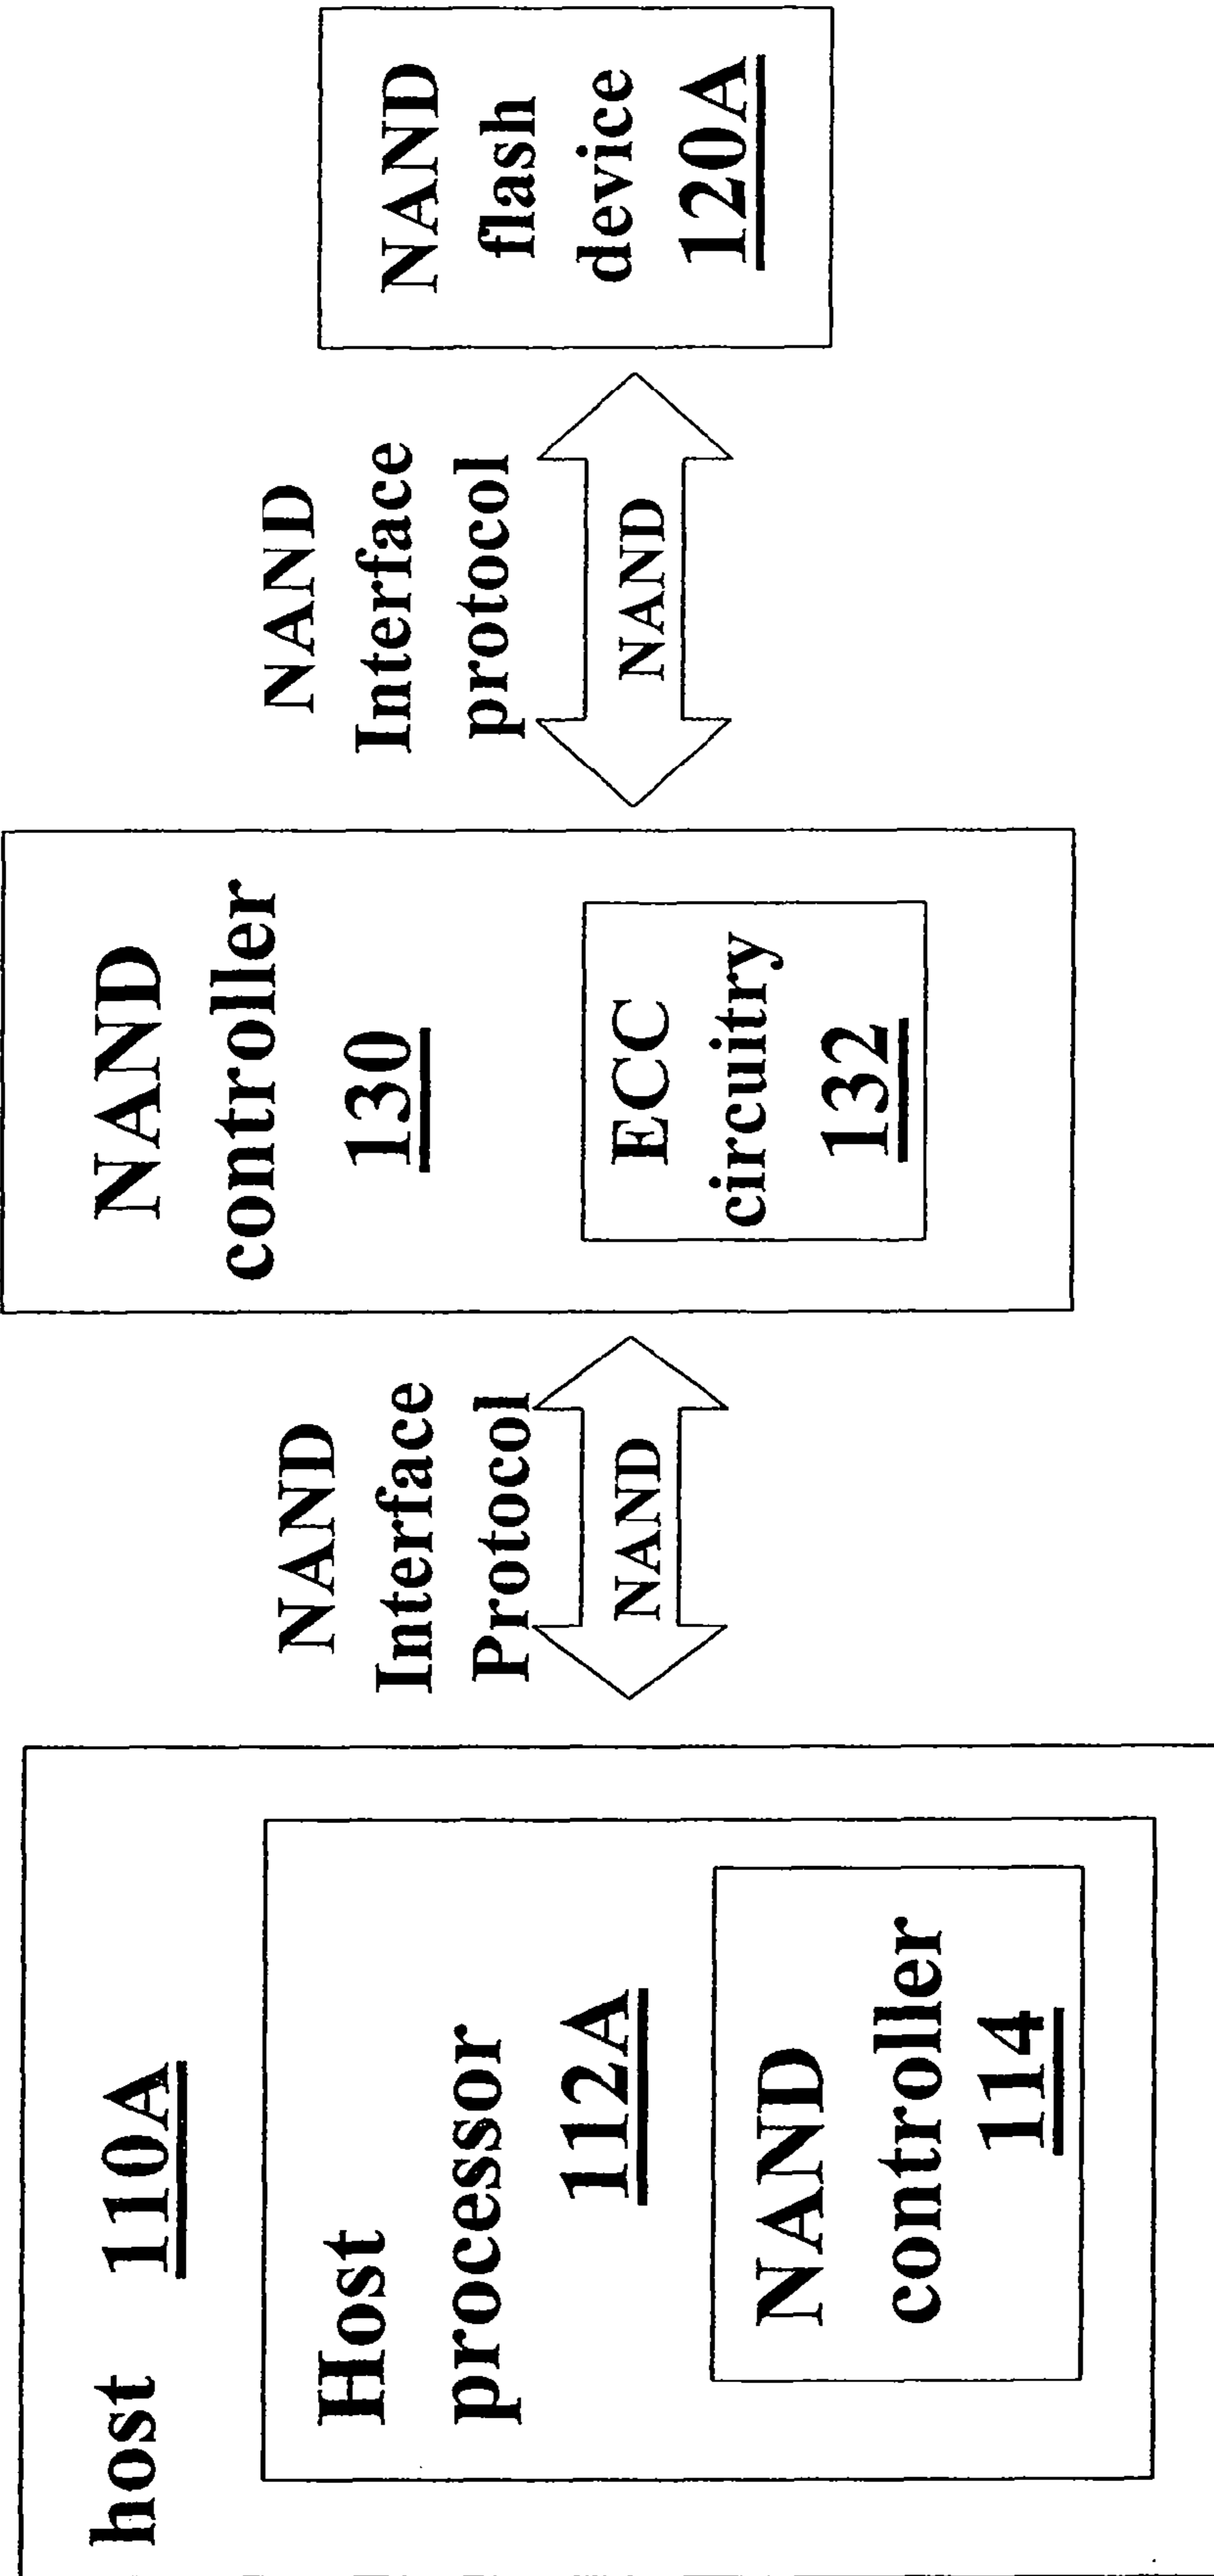 host 110A
Host
processor
112A
NAND
controller
114
NAND
Interface
Protocol
NAND
NAND
controller
130
ECC
circuitry
132
NAND
Interface
protocol
NAND
NAND
flash
device
120A